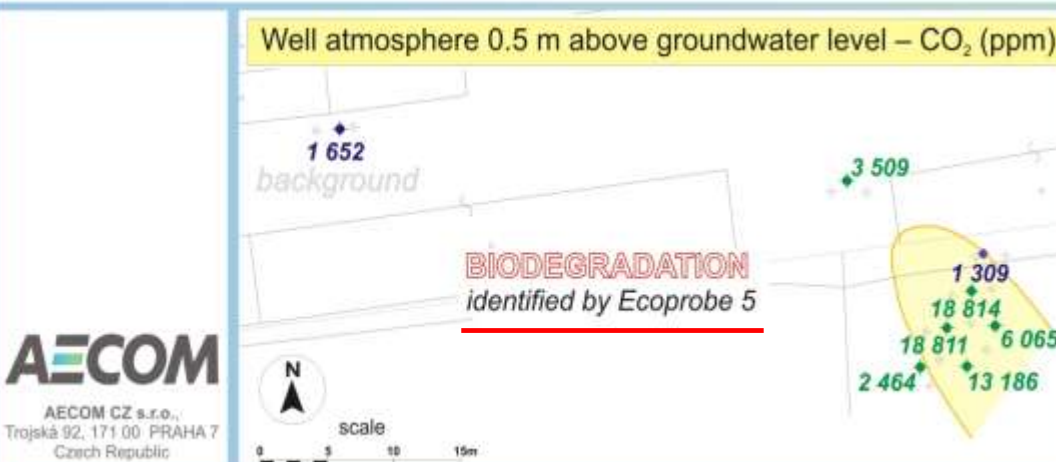 Well atmosphere 0.5 m above groundwater level – CO₂ (ppm)
1 652
background
3 509
BIODEGRADATION
identified by Ecoprobe 5
1 309
18 814
18 811
6 065
2 464
13 186
N
scale
0 5 10 15m
AECOM
AECOM CZ s.r.o.,
Trojská 92, 171 00 PRAHA 7
Czech Republic